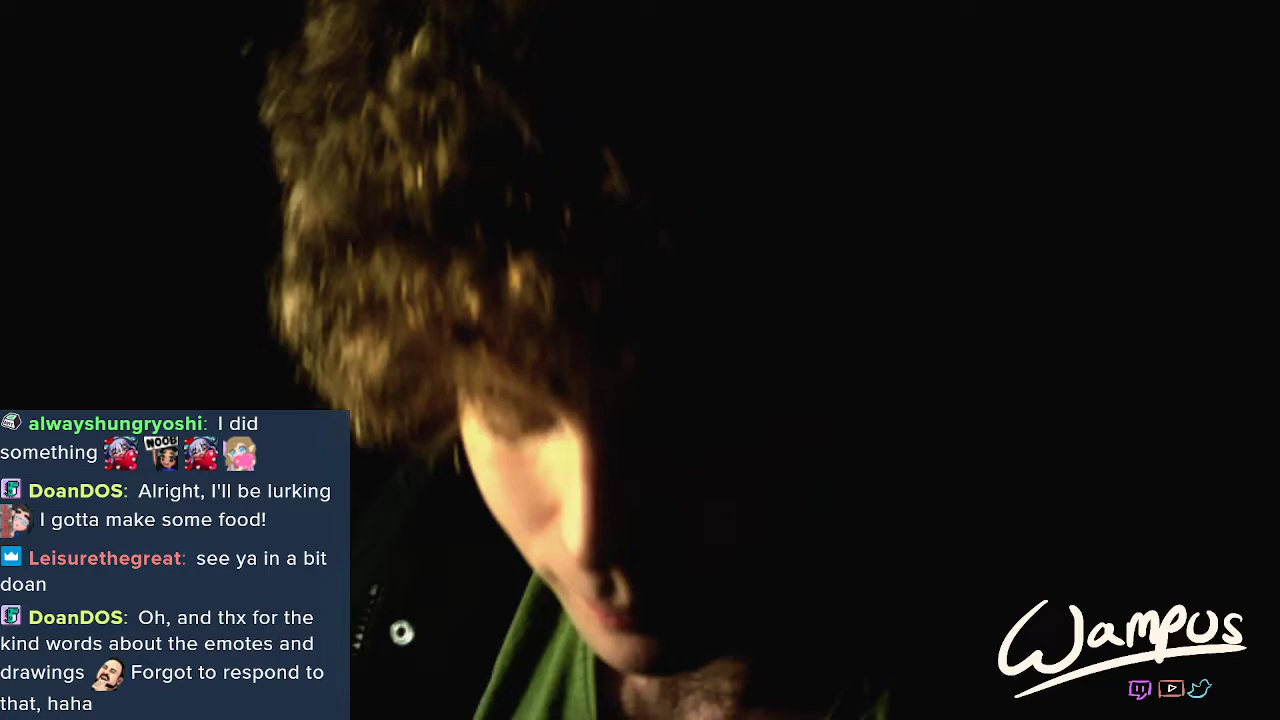 alwayshungryoshi: I did
something NOOB
DoanDOS: Alright, I'll be lurking
I gotta make some food!
Leisurethegreat: see ya in a bit
doan
DoanDOS: Oh, and thx for the
kind words about the emotes and
drawings Forgot to respond to
that, haha
Wampus